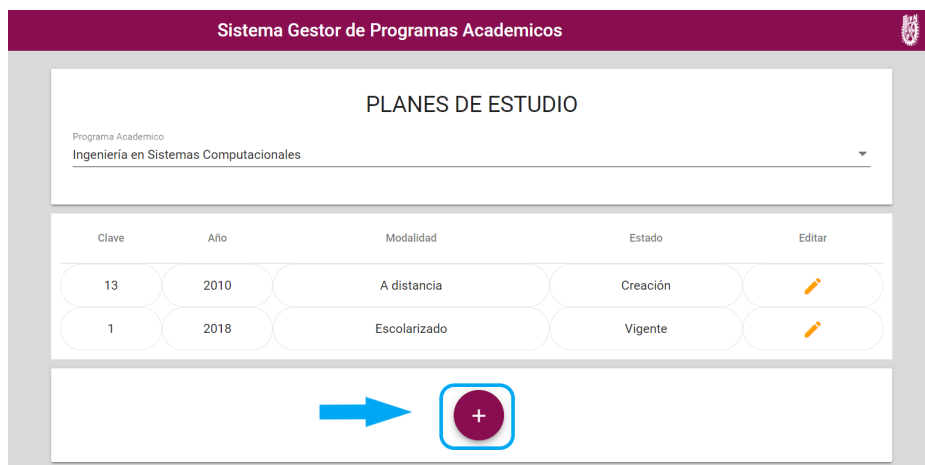 Sistema Gestor de Programas Academicos
PLANES DE ESTUDIO
Programa Academico
Ingeniería en Sistemas Computacionales
Clave Año Modalidad Estado Editar
13 2010 A distancia Creación
1 2018 Escolarizado Vigente
+